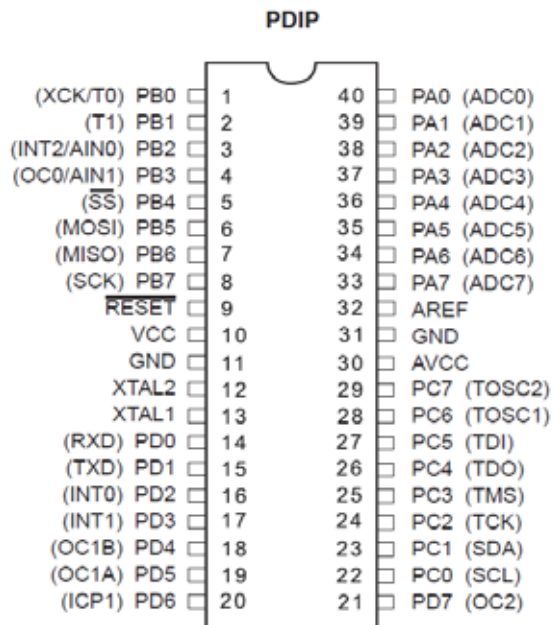 PDIP
(XCK/T0) PB0 1 40 PA0 (ADC0)
(T1) PB1 2 39 PA1 (ADC1)
(INT2/AIN0) PB2 3 38 PA2 (ADC2)
(OC0/AIN1) PB3 4 37 PA3 (ADC3)
(SS) PB4 5 36 PA4 (ADC4)
(MOSI) PB5 6 35 PA5 (ADC5)
(MISO) PB6 7 34 PA6 (ADC6)
(SCK) PB7 8 33 PA7 (ADC7)
RESET 9 32 AREF
VCC 10 31 GND
GND 11 30 AVCC
XTAL2 12 29 PC7 (TOSC2)
XTAL1 13 28 PC6 (TOSC1)
(RXD) PD0 14 27 PC5 (TDI)
(TXD) PD1 15 26 PC4 (TDO)
(INT0) PD2 16 25 PC3 (TMS)
(INT1) PD3 17 24 PC2 (TCK)
(OC1B) PD4 18 23 PC1 (SDA)
(OC1A) PD5 19 22 PC0 (SCL)
(ICP1) PD6 20 21 PD7 (OC2)